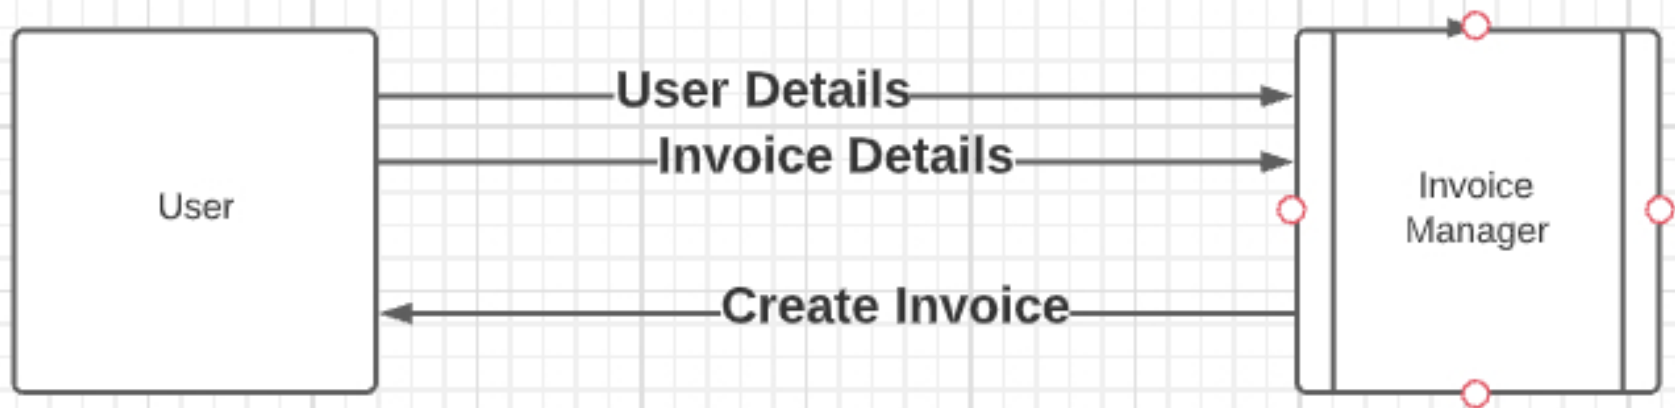 User Details
Invoice Details
User
Invoice
Manager
Create Invoice